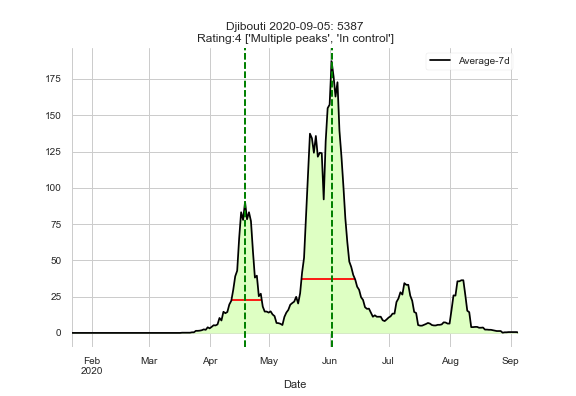 Djibouti 2020-09-05: 5387
Rating:4 ['Multiple peaks', 'In control']
Average-7d
175
150
125
100
75
50
25
0
Feb Mar Apr May Jun Jul Aug Sep
2020
Date